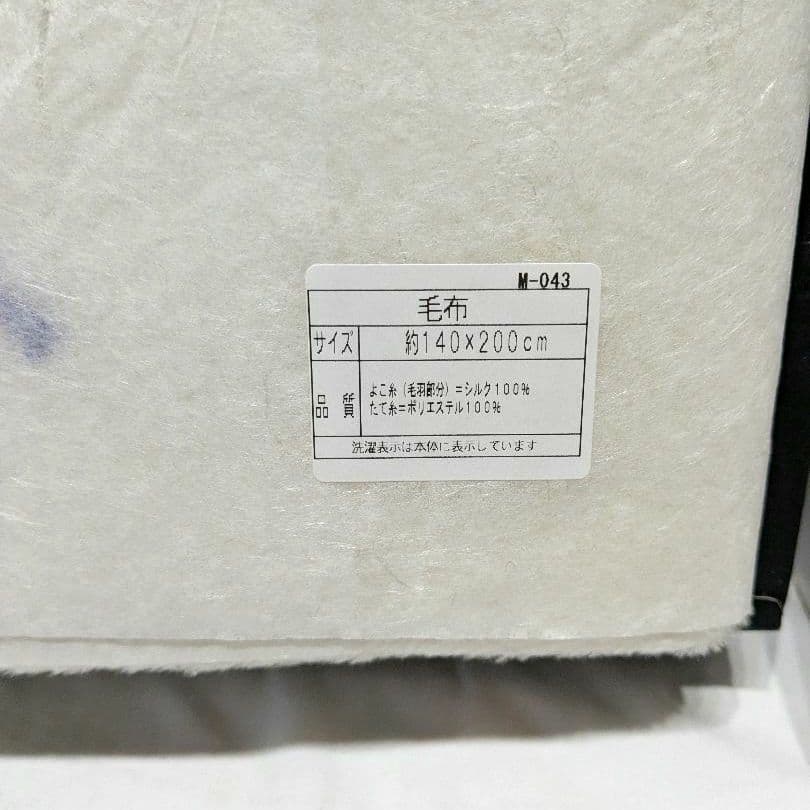 M-043
毛布
サイズ 約140×200cm
品質 よこ糸(毛羽部分)=シルク100%
たて糸=ポリエステル100%
洗濯表示は本体に表示しています